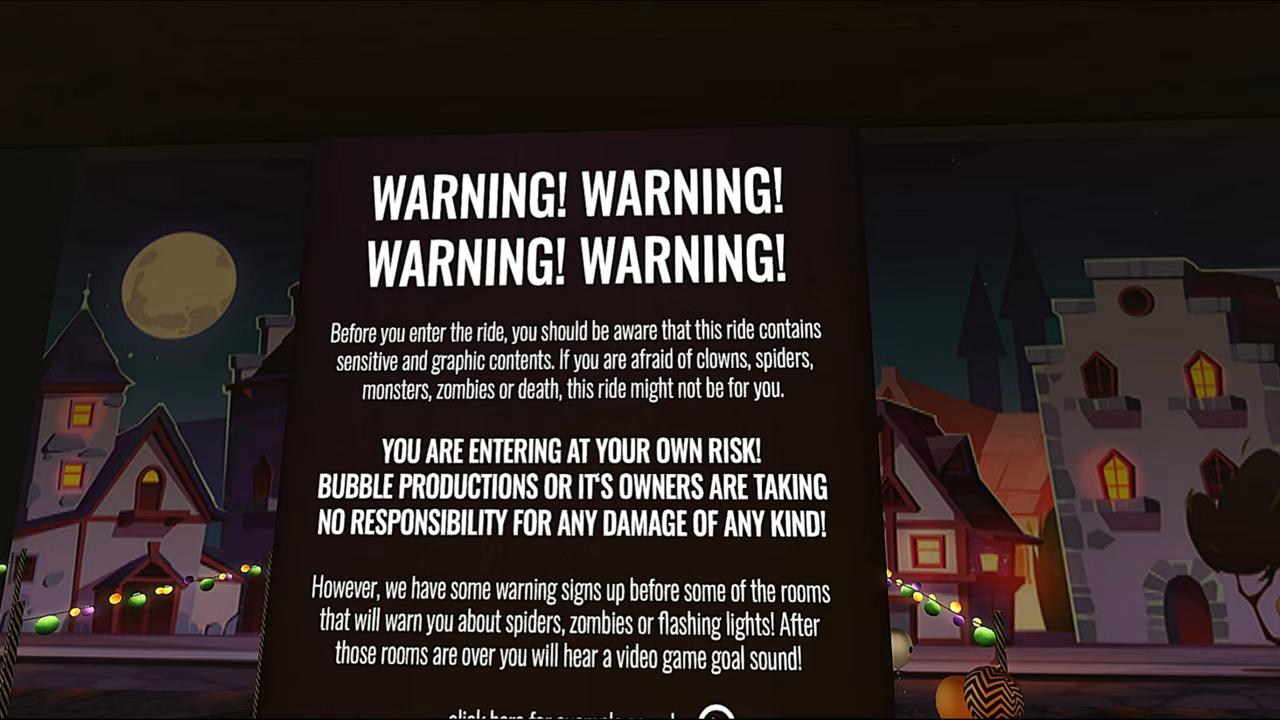 WARNING! WARNING!
WARNING! WARNING!
Before you enter the ride, you should be aware that this ride contains
sensitive and graphic contents. If you are afraid of clowns, spiders,
monsters, zombies or death, this ride might not be for you.
YOU ARE ENTERING AT YOUR OWN RISK!
BUBBLE PRODUCTIONS OR IT'S OWNERS ARE TAKING
NO RESPONSIBILITY FOR ANY DAMAGE OF ANY KIND!
However, we have some warning signs up before some of the rooms
that will warn you about spiders, zombies or flashing lights! After
those rooms are over you will hear a video game goal sound!
click here for example